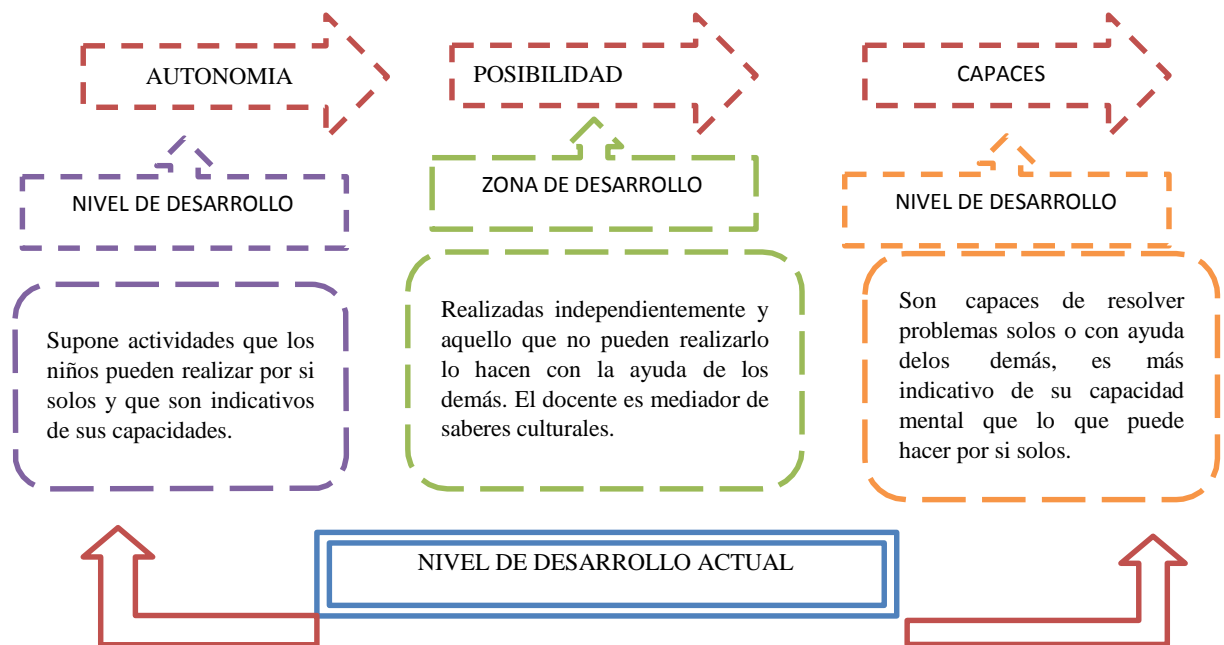 AUTONOMIA
POSIBILIDAD
CAPACES
NIVEL DE DESARROLLO
ZONA DE DESARROLLO
NIVEL DE DESARROLLO
Supone actividades que los
niños pueden realizar por si
solos y que son indicativos
de sus capacidades.
Realizadas independientemente y
aquello que no pueden realizarlo
lo hacen con la ayuda de los
demás. El docente es mediador de
saberes culturales.
Son capaces de resolver
problemas solos o con ayuda
delos demás, es más
indicativo de su capacidad
mental que lo que puede
hacer por si solos.
NIVEL DE DESARROLLO ACTUAL